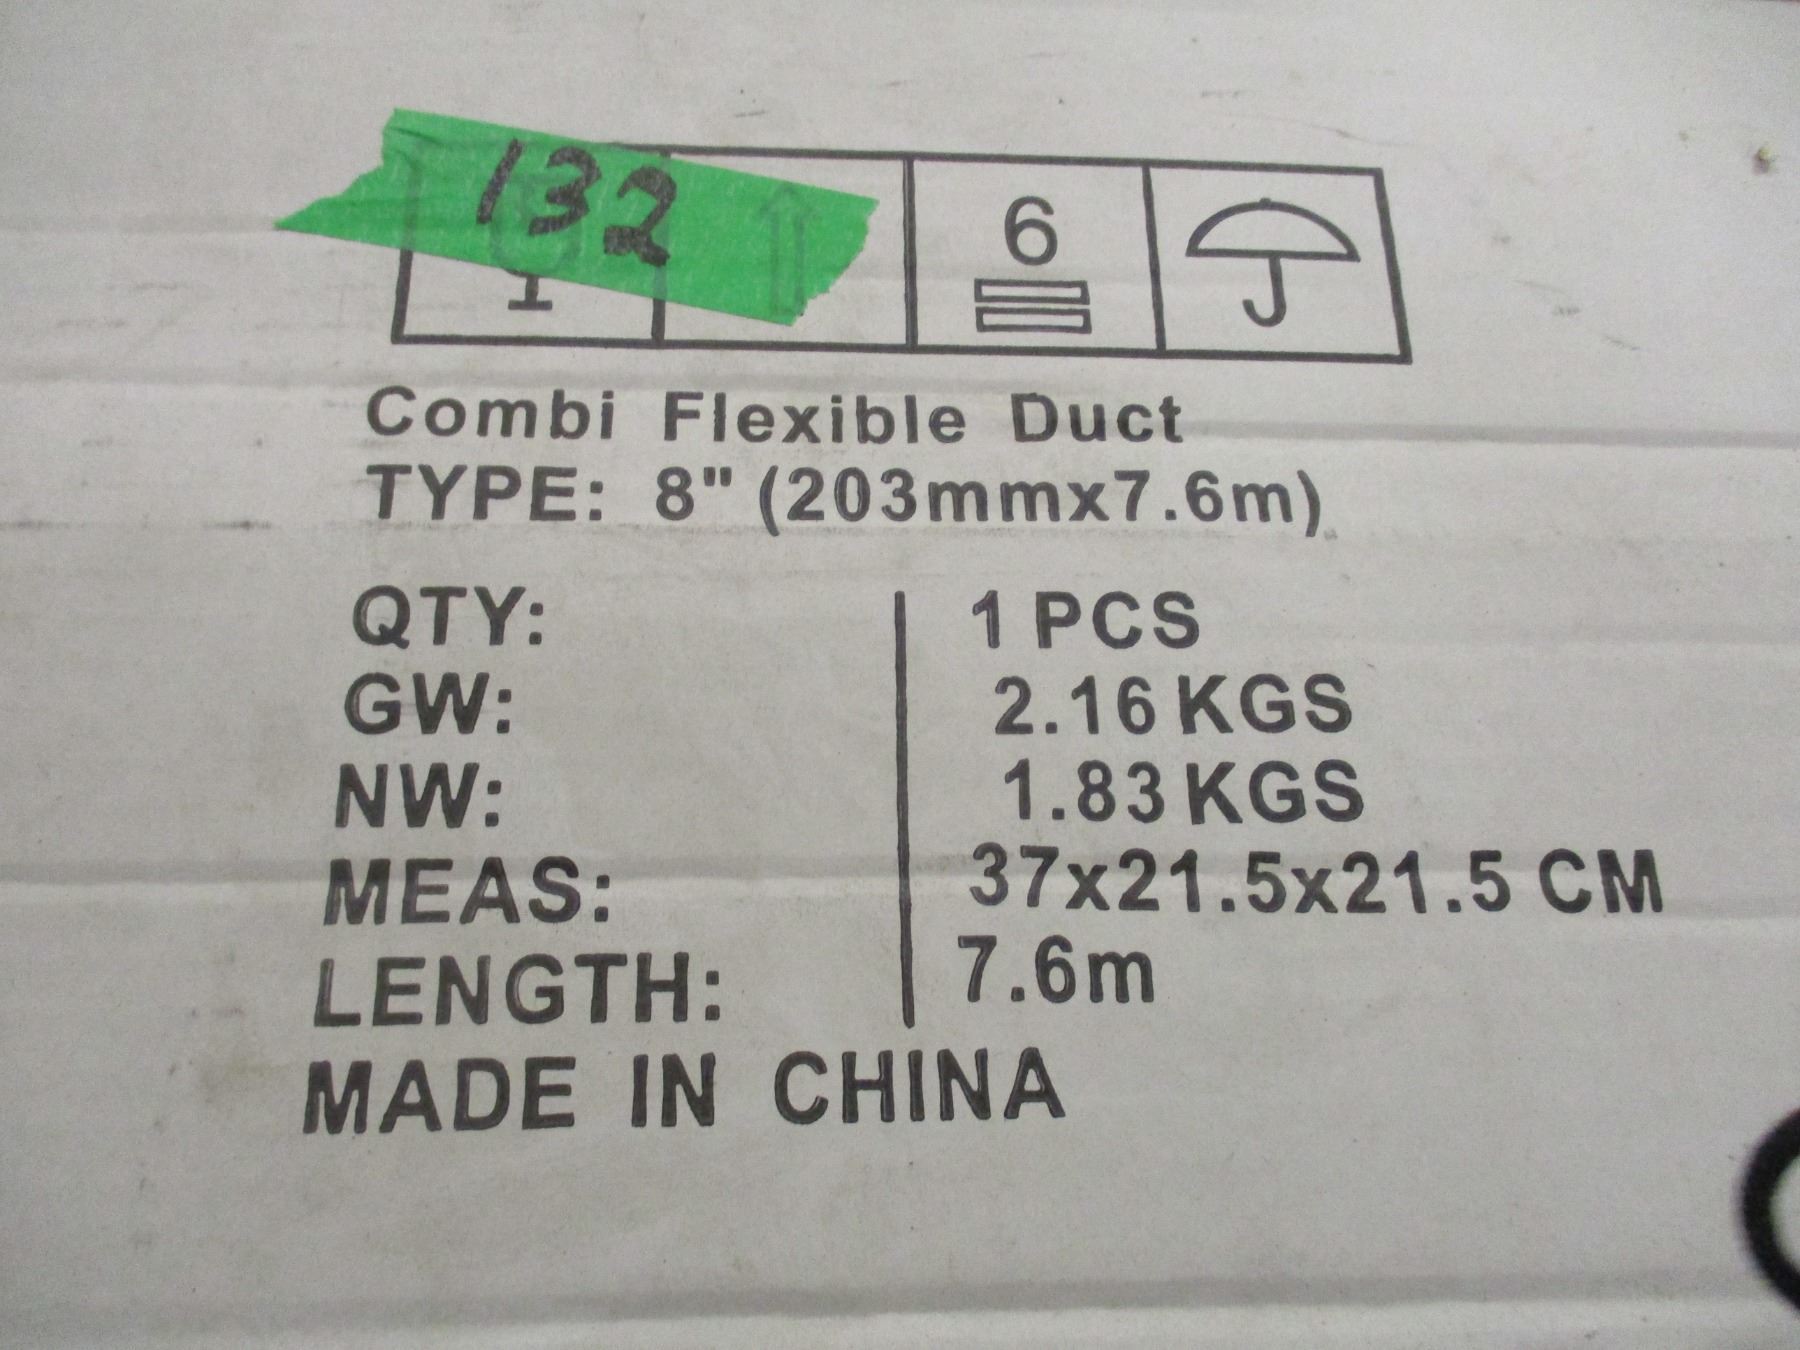 132
6
Combi Flexible Duct
TYPE: 8" (203mmx7.6m)
QTY: 1 PCS
GW: 2.16 KGS
NW: 1.83 KGS
MEAS: 37x21.5x21.5 CM
LENGTH: 7.6m
MADE IN CHINA